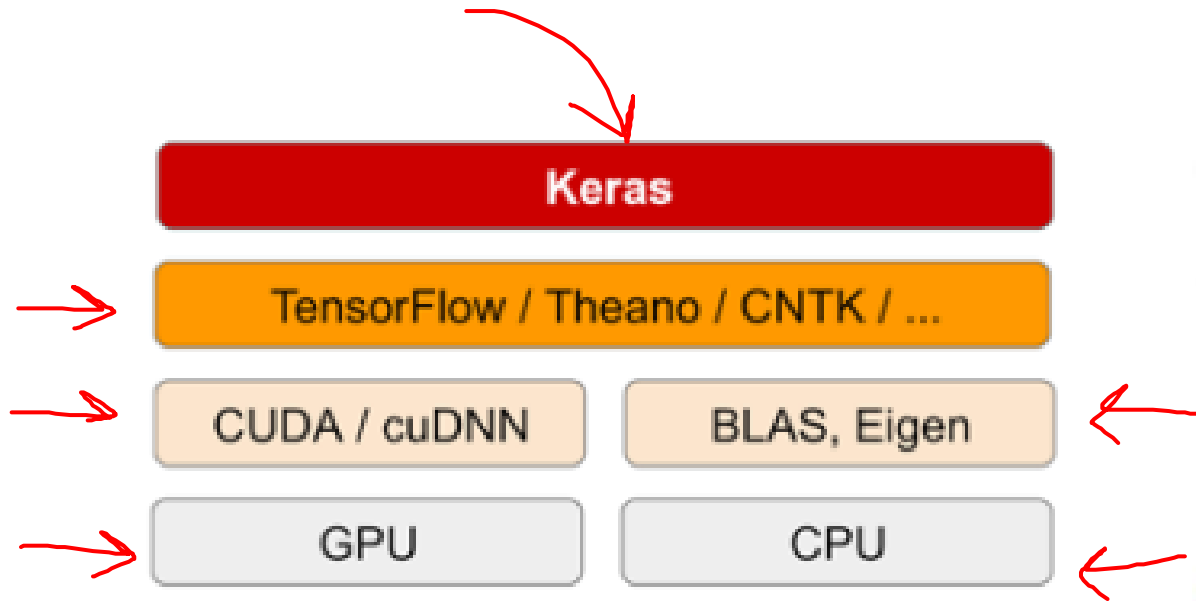 Keras
TensorFlow / Theano / CNTK / ...
CUDA / cuDNN
BLAS, Eigen
GPU
CPU